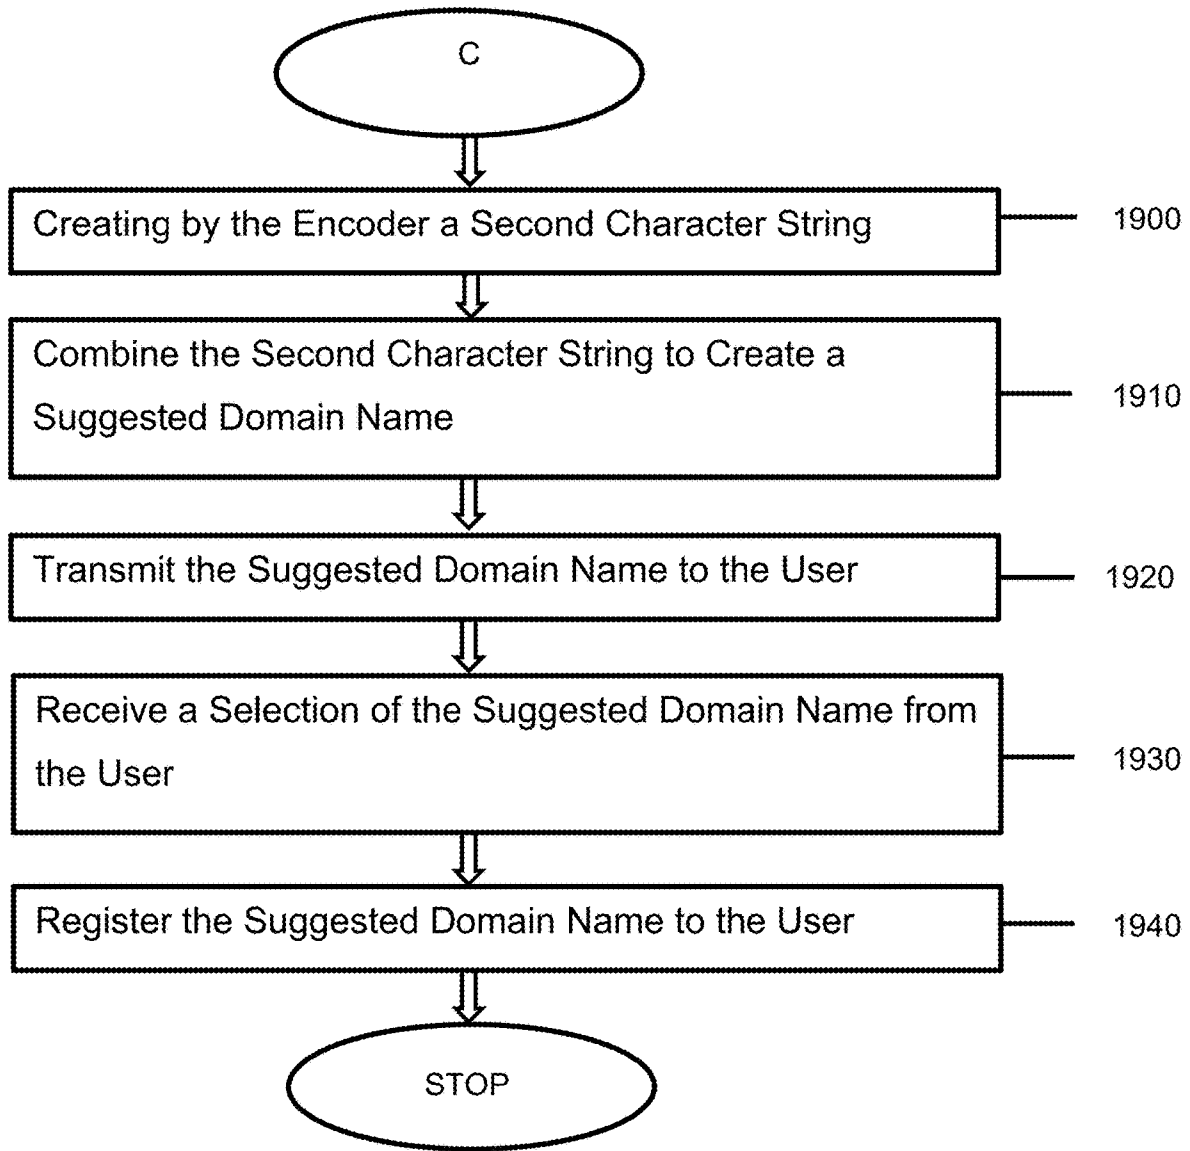 C
Creating by the Encoder a Second Character String
1900
Combine the Second Character String to Create a
Suggested Domain Name
1910
Transmit the Suggested Domain Name to the User
1920
Receive a Selection of the Suggested Domain Name from
the User
1930
Register the Suggested Domain Name to the User
1940
STOP